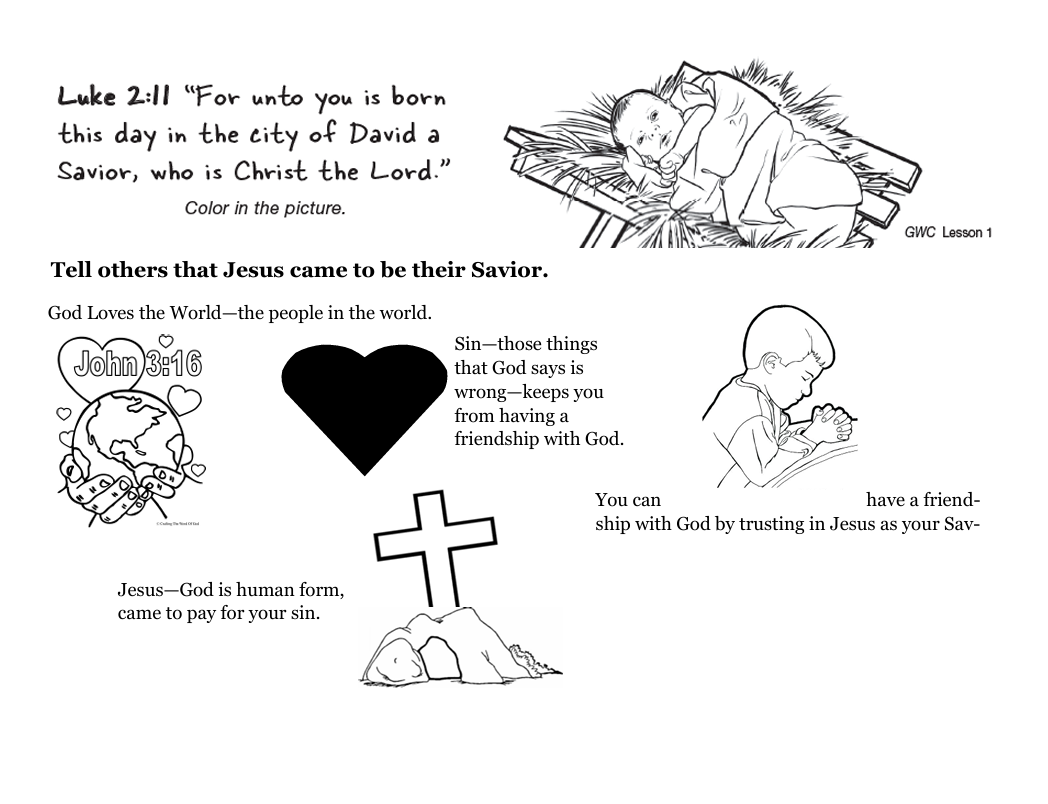 Luke 2:11 “For unto you is born
this day in the city of David a
Savior, who is Christ the Lord.”
Color in the picture.
GWC Lesson 1
Tell others that Jesus came to be their Savior.
God Loves the World—the people in the world.
John 3:16
Sin—those things
that God says is
wrong—keeps you
from having a
friendship with God.
You can have a friend-
ship with God by trusting in Jesus as your Sav-
Jesus—God is human form,
came to pay for your sin.